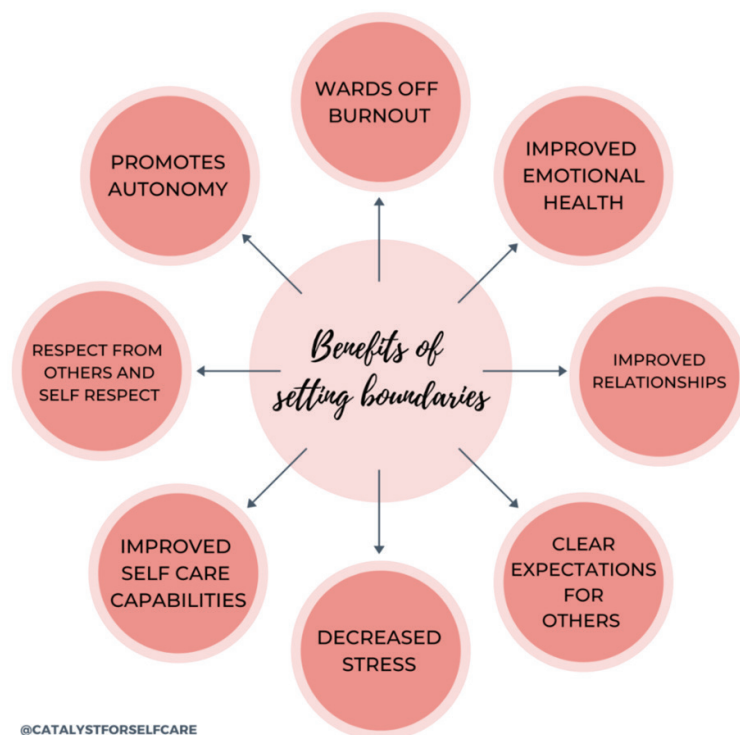 WARDS OFF
BURNOUT
IMPROVED
EMOTIONAL
HEALTH
IMPROVED
RELATIONSHIPS
CLEAR
EXPECTATIONS
FOR
OTHERS
DECREASED
STRESS
IMPROVED
SELF CARE
CAPABILITIES
RESPECT FROM
OTHERS AND
SELF RESPECT
PROMOTES
AUTONOMY
Benefits of
setting boundaries
@CATALYSTFORSELFCARE